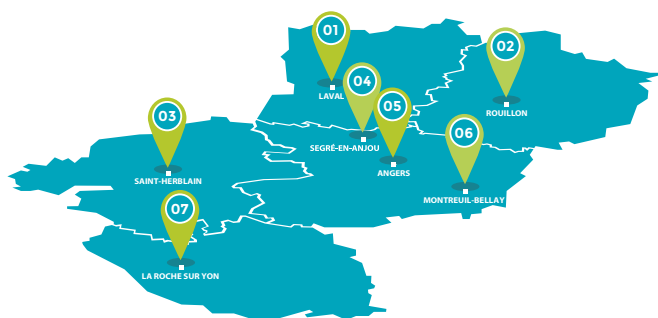 01
LAVAL
02
ROUILLON
03
SAINT-HERBLAIN
04
SEGRÉ-EN-ANJOU
05
ANGERS
06
MONTREUIL-BELLAY
07
LA ROCHE SUR YON